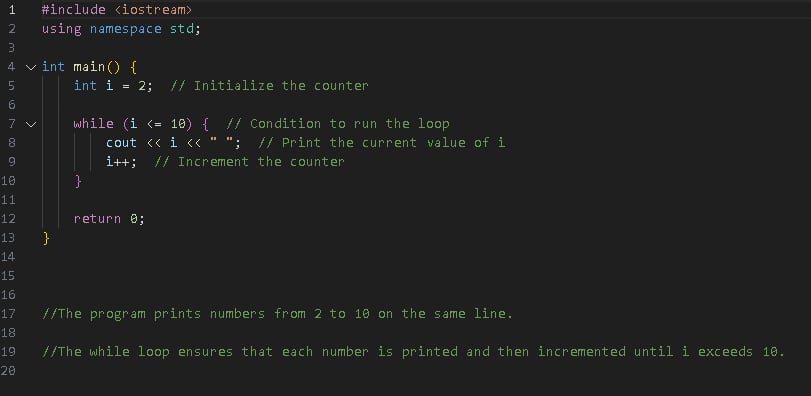 1 #include <iostream>
2 using namespace std;
3
4 int main() {
5 int i = 2;  // Initialize the counter
6
7 while (i <= 10) {  // Condition to run the loop
8 cout << i << " ";  // Print the current value of i
9 i++;  // Increment the counter
10 }
11
12 return 0;
13 }
14
15
16
17 //The program prints numbers from 2 to 10 on the same line.
18
19 //The while loop ensures that each number is printed and then incremented until i exceeds 10.
20